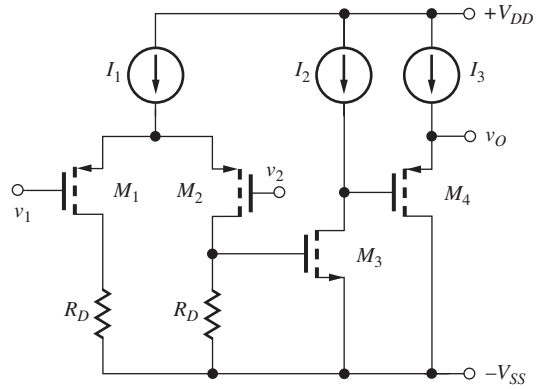 +V_DD
I_1
I_2
I_3
v_O
v_1
M_1
M_2
v_2
M_4
M_3
R_D
R_D
−V_SS